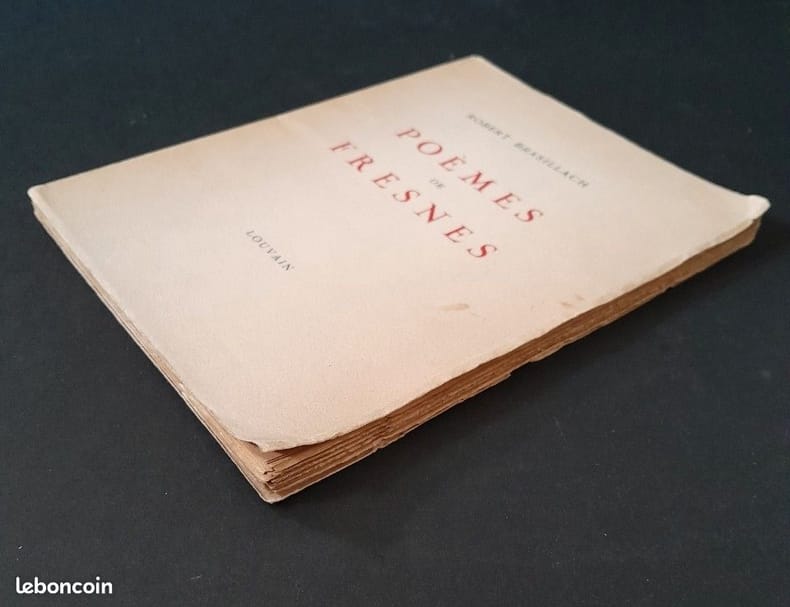 ROBERT BRASILLACH
POÈMES
DE
FRESNES
LOUVAIN
leboncoin